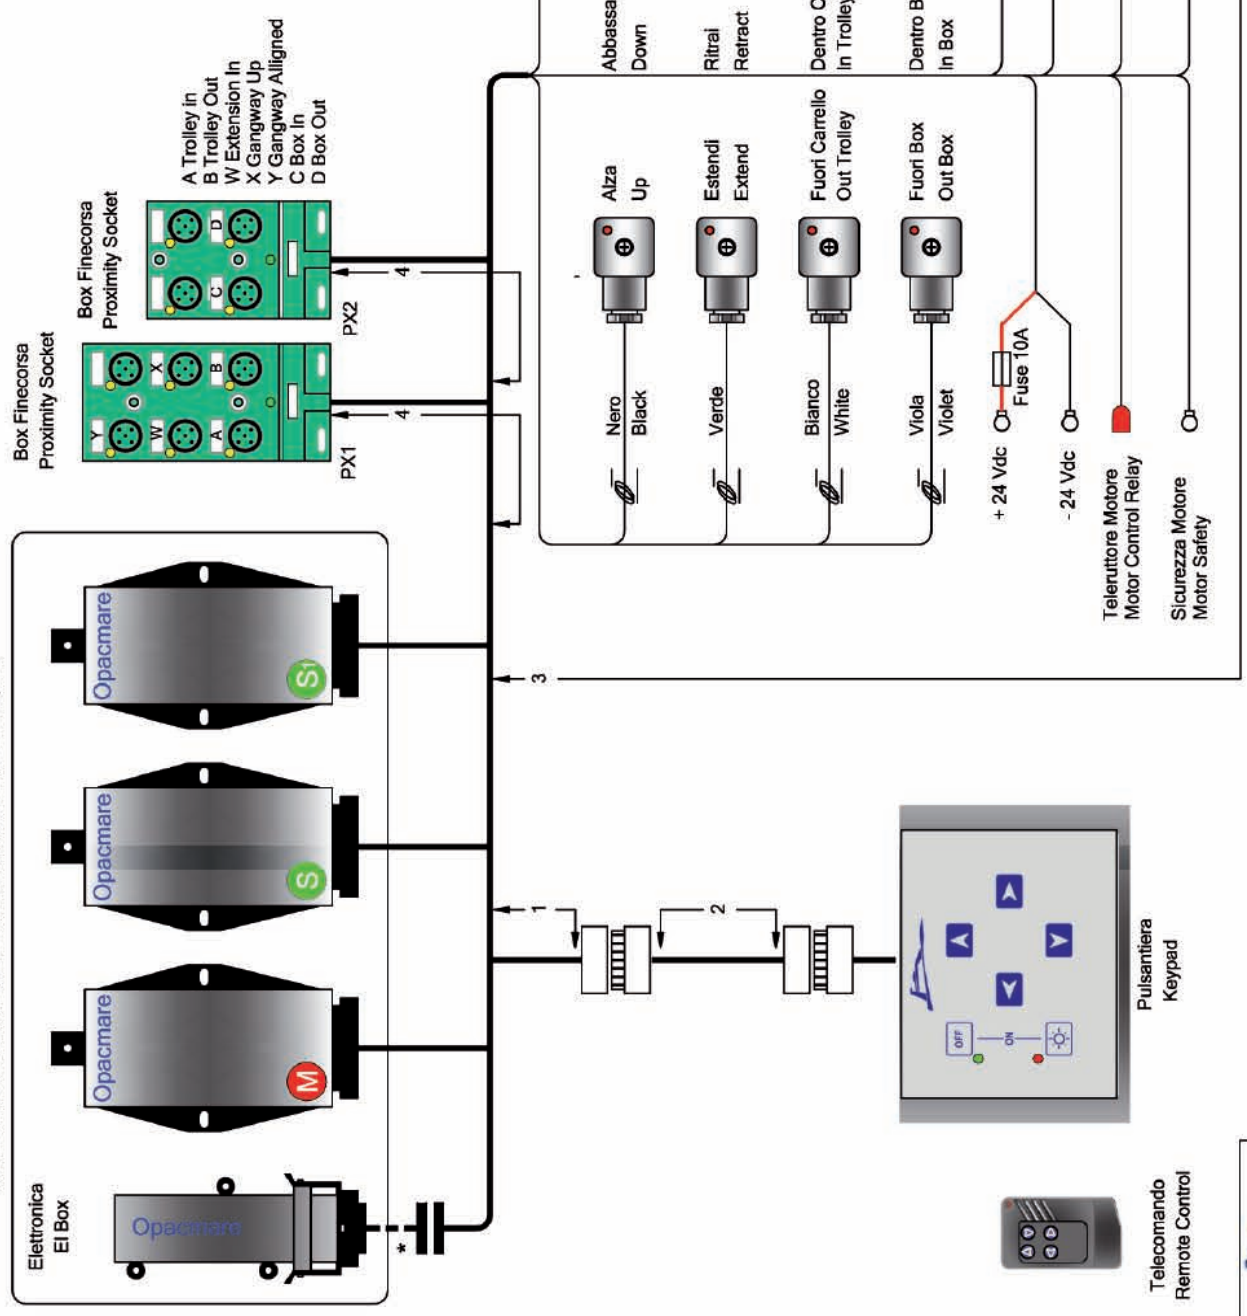 Box Finecorsa
Proximity Socket
Box Finecorsa
Proximity Socket
A Trolley in
B Trolley Out
W Extension In
X Gangway Up
Y Gangway Alligned
C Box In
D Box Out
Y
W
X
A
B
C
D
PX1
PX2
4
4
Elettronica
El Box
Opacmare
Opacmare
M
Opacmare
S
Opacmare
S1
*
1
2
3
Alza
Up
Estendi
Extend
Fuori Carrello
Out Trolley
Fuori Box
Out Box
Down
Ritrai
Retract
Dentro
In Trolley
Dentro
In Box
Nero
Black
Verde
Bianco
White
Viola
Violet
Fuse 10A
+ 24 Vdc
- 24 Vdc
Teleruttore Motore
Motor Control Relay
Sicurezza Motore
Motor Safety
OFF
ON
Pulsantiera
Keypad
Telecomando
Remote Control